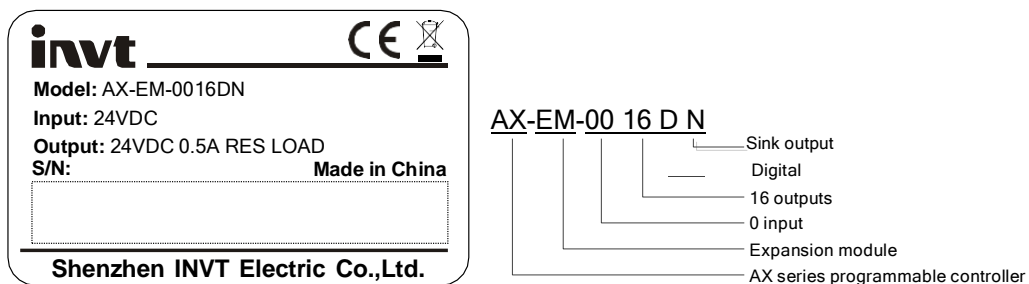 invt
CE
Model: AX-EM-0016DN
Input: 24VDC
Output: 24VDC 0.5A RES LOAD
S/N: Made in China
Shenzhen INVT Electric Co.,Ltd.
AX-EM-00 16 D N
Sink output
Digital
16 outputs
0 input
Expansion module
AX series programmable controller